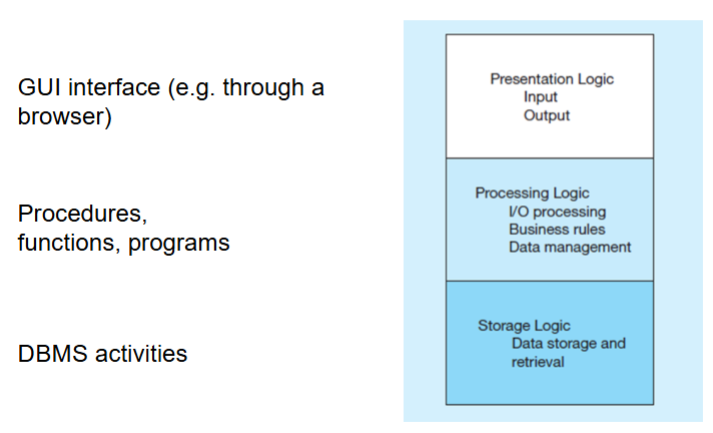 GUI interface (e.g. through a
browser)
Presentation Logic
Input
Output
Procedures,
functions, programs
Processing Logic
I/O processing
Business rules
Data management
DBMS activities
Storage Logic
Data storage and
retrieval